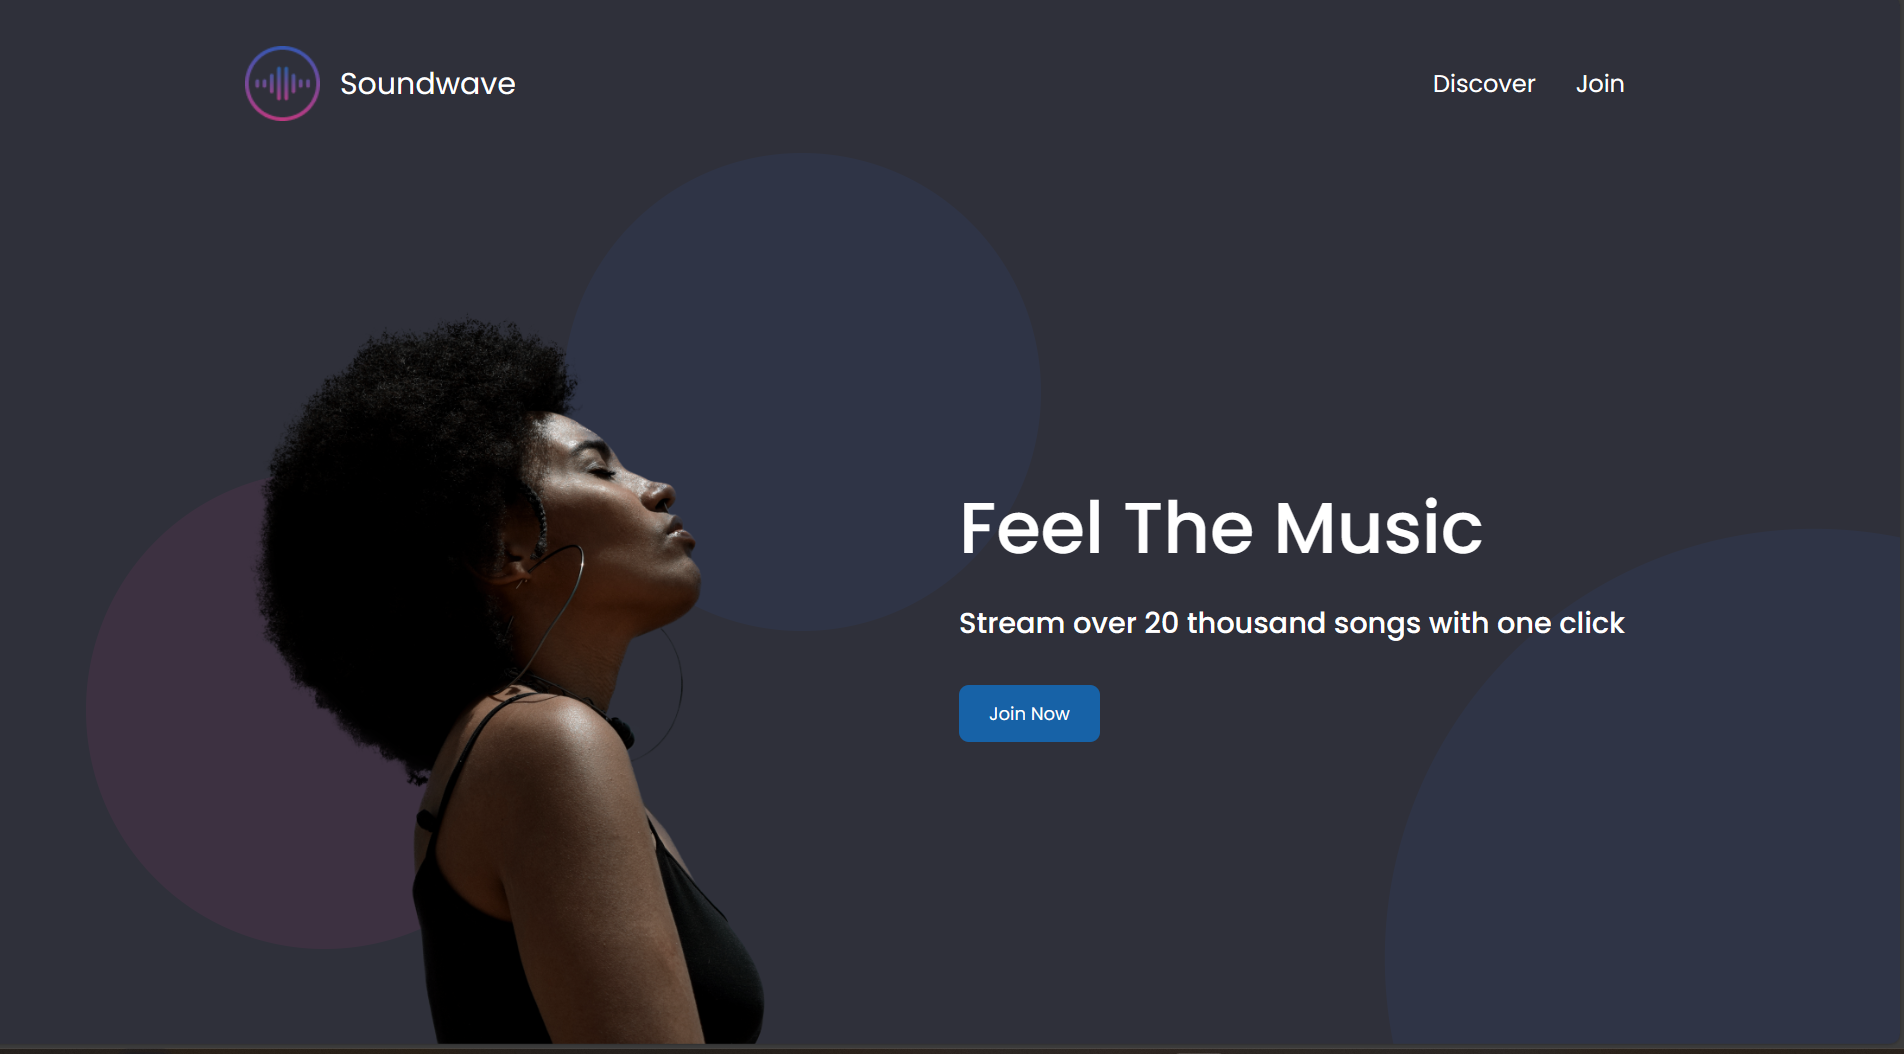 Soundwave
Discover
Join
Feel The Music
Stream over 20 thousand songs with one click
Join Now